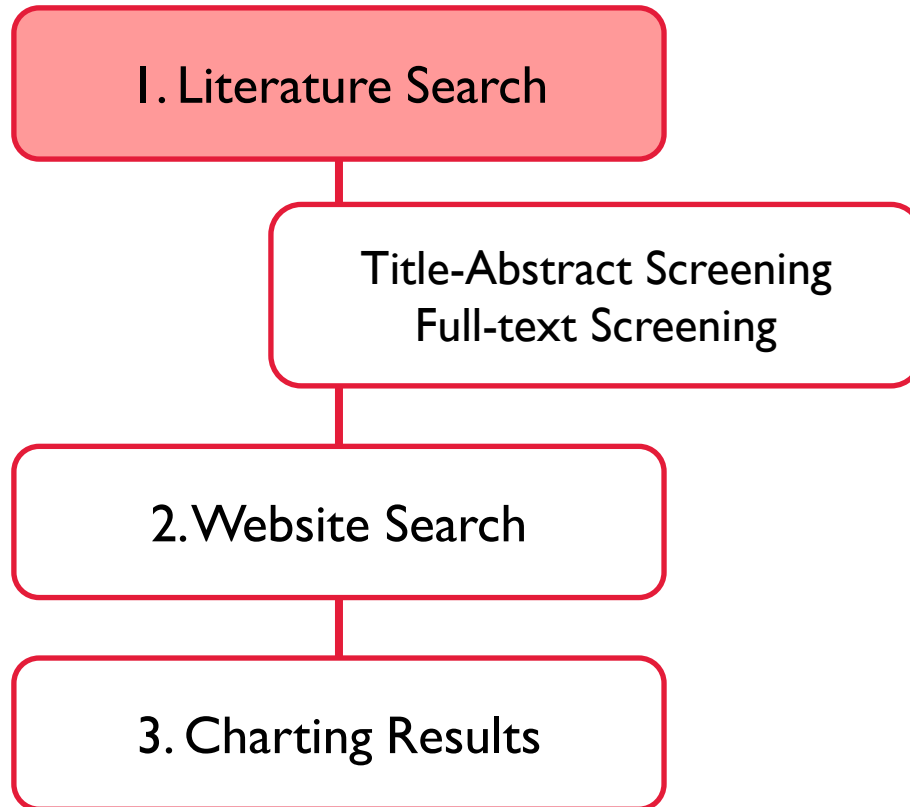 1. Literature Search
Title-Abstract Screening
Full-text Screening
2. Website Search
3. Charting Results